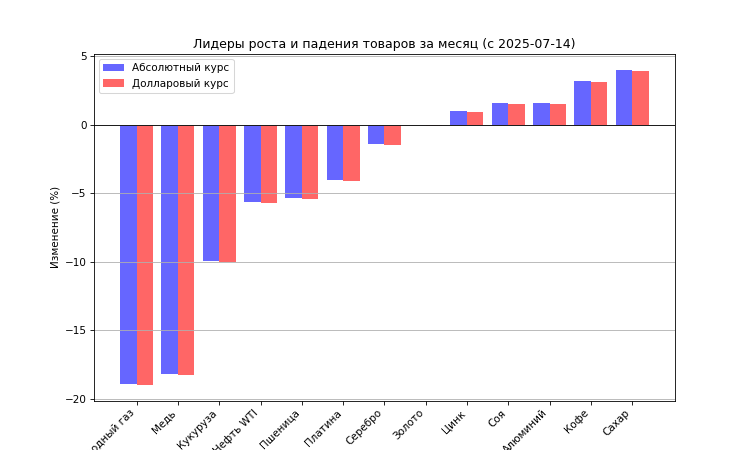 Лидеры роста и падения товаров за месяц (с 2025-07-14)
Абсолютный курс
Долларовый курс
Изменение (%)
5
0
−5
−10
−15
−20
одный газ
Медь
Кукуруза
Нефть WTI
Пшеница
Платина
Серебро
Золото
Цинк
Соя
Алюминий
Кофе
Сахар